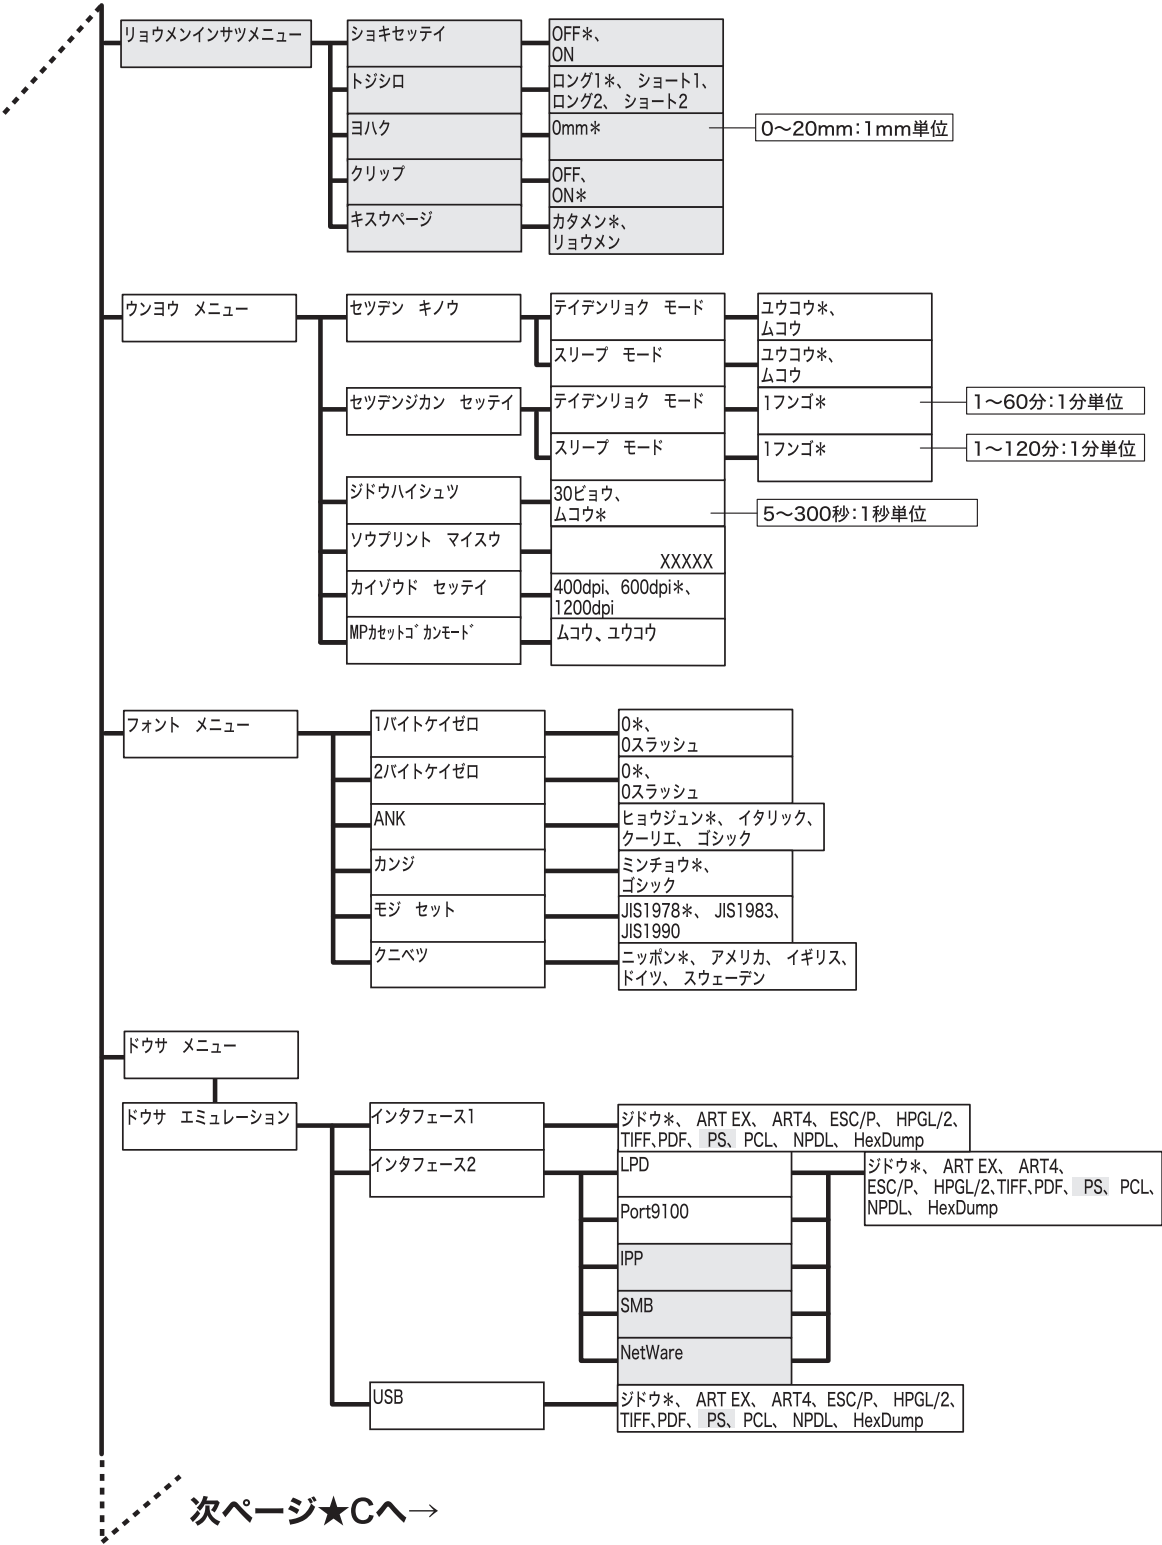 リョウメンインサツメニュー
ショキセッテイ
OFF＊、
ON
トジシロ
ロング1＊、 ショート1、
ロング2、 ショート2
ヨハク
0mm＊
0〜20mm：1mm単位
クリップ
OFF、
ON＊
キスウページ
カタメン＊、
リョウメン
ウンヨウ メニュー
セツデン キノウ
テイデンリョク モード
ユウコウ＊、
ムコウ
スリープ モード
ユウコウ＊、
ムコウ
セツデンジカン セッテイ
テイデンリョク モード
1フンゴ＊
1〜60分：1分単位
スリープ モード
1フンゴ＊
1〜120分：1分単位
ジドウハイシュツ
30ビョウ、
ムコウ＊
5〜300秒：1秒単位
ソウプリント マイスウ
XXXXX
カイゾウド セッテイ
400dpi、600dpi＊、
1200dpi
MPカセットゴカンモード
ムコウ、ユウコウ
フォント メニュー
1バイトケイゼロ
0＊、
0スラッシュ
2バイトケイゼロ
0＊、
0スラッシュ
ANK
ヒョウジュン＊、 イタリック、
クーリエ、 ゴシック
カンジ
ミンチョウ＊、
ゴシック
モジ セット
JIS1978＊、 JIS1983、
JIS1990
クニベツ
ニッポン＊、 アメリカ、 イギリス、
ドイツ、 スウェーデン
ドウサ メニュー
ドウサ エミュレーション
インタフェース1
ジドウ＊、 ART EX、 ART4、ESC/P、 HPGL/2、
TIFF、PDF、 PS、 PCL、 NPDL、 HexDump
インタフェース2
LPD
ジドウ＊、 ART EX、 ART4、
ESC/P、 HPGL/2、TIFF、PDF、 PS、 PCL、
NPDL、 HexDump
Port9100
IPP
SMB
NetWare
USB
ジドウ＊、 ART EX、 ART4、ESC/P、 HPGL/2、
TIFF、PDF、 PS、 PCL、 NPDL、 HexDump
次ページ★Cへ→